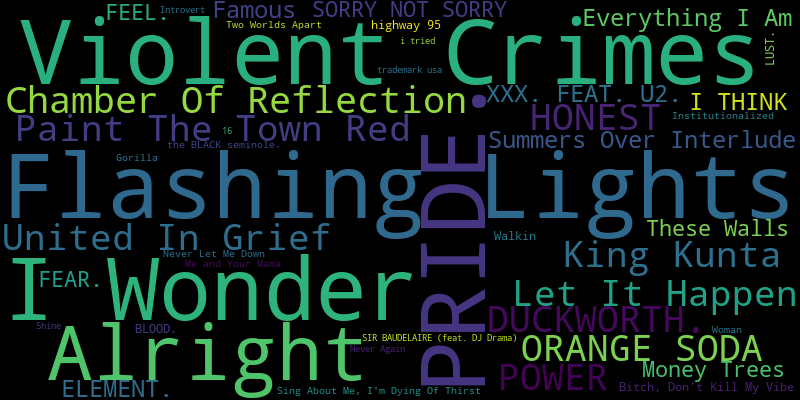 FEEL.
Introvert
Famous
SORRY NOT SORRY
Two Worlds Apart
highway 95
Everything I Am
Violent Crimes
i tried
LUST.
trademark usa
Chamber Of Reflection
XXX. FEAT. U2.
I THINK
Paint The Town Red
16
HONEST
Institutionalized
the BLACK seminole.
Summers Over Interlude
Gorilla
Flashing Lights
PRIDE.
United In Grief
Walkin
These Walls
Never Let Me Down
Me and Your Mama
King Kunta
I Wonder
FEAR.
Let It Happen
Shine
BLOOD.
DUCKWORTH.
Woman
Alright
SIR BAUDELAIRE (feat. DJ Drama)
Never Again
ORANGE SODA
POWER
Money Trees
ELEMENT.
Sing About Me, I'm Dying Of Thirst
Bitch, Don't Kill My Vibe